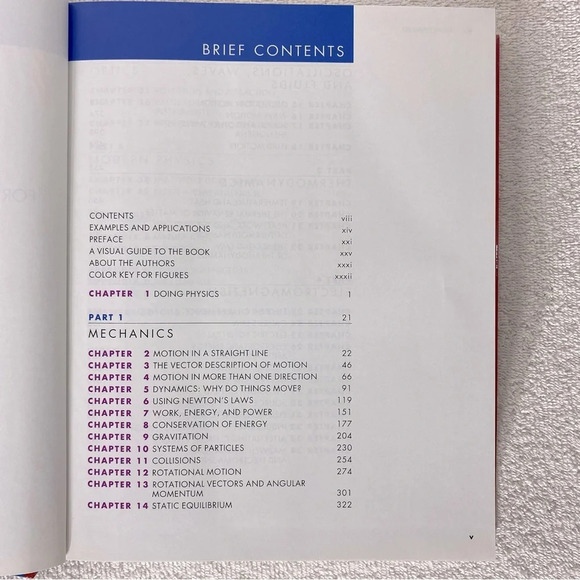 BRIEF CONTENTS
CONTENTS viii
EXAMPLES AND APPLICATIONS xiv
PREFACE xxi
A VISUAL GUIDE TO THE BOOK xxv
ABOUT THE AUTHORS xxxi
COLOR KEY FOR FIGURES xxxii
CHAPTER 1 DOING PHYSICS 1
PART 1 21
MECHANICS
CHAPTER 2 MOTION IN A STRAIGHT LINE 22
CHAPTER 3 THE VECTOR DESCRIPTION OF MOTION 46
CHAPTER 4 MOTION IN MORE THAN ONE DIRECTION 66
CHAPTER 5 DYNAMICS: WHY DO THINGS MOVE? 91
CHAPTER 6 USING NEWTON'S LAWS 119
CHAPTER 7 WORK, ENERGY, AND POWER 151
CHAPTER 8 CONSERVATION OF ENERGY 177
CHAPTER 9 GRAVITATION 204
CHAPTER 10 SYSTEMS OF PARTICLES 230
CHAPTER 11 COLLISIONS 254
CHAPTER 12 ROTATIONAL MOTION 274
CHAPTER 13 ROTATIONAL VECTORS AND ANGULAR
MOMENTUM 301
CHAPTER 14 STATIC EQUILIBRIUM 322
v